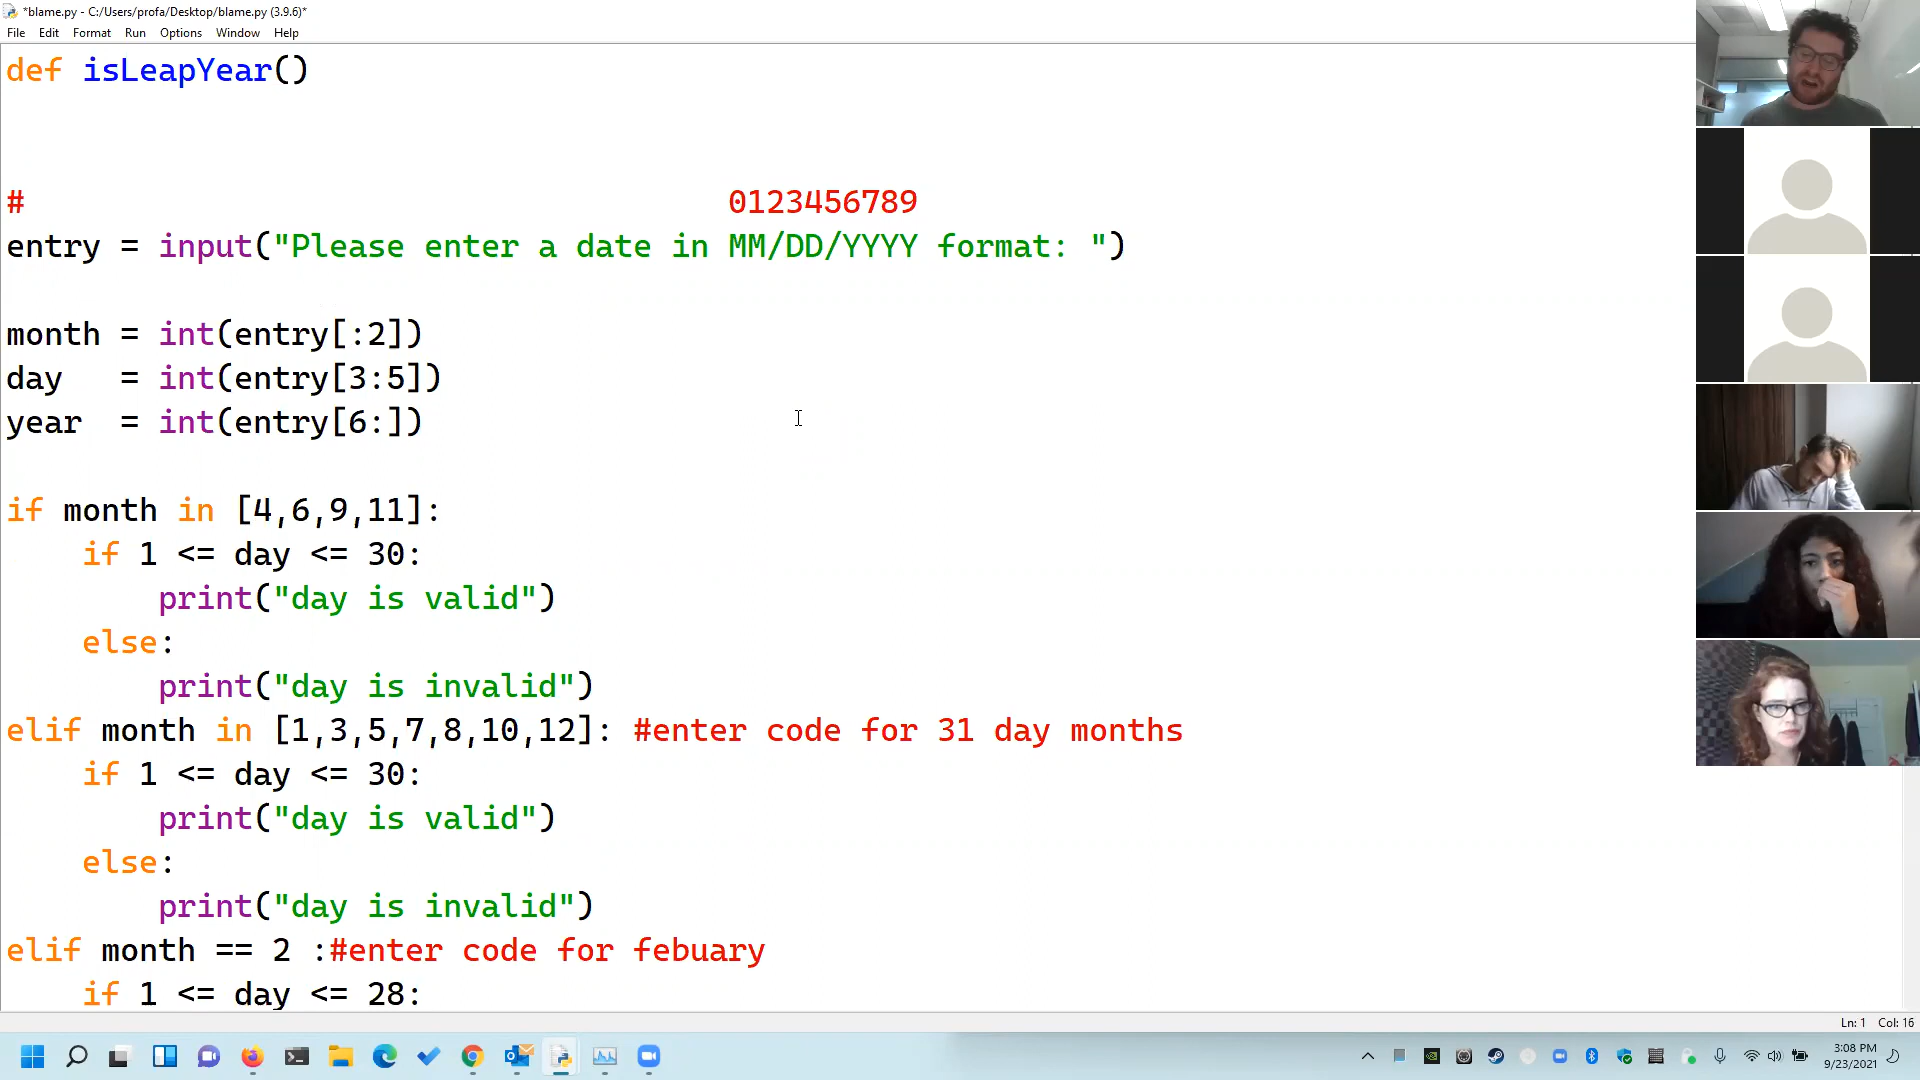 *blame.py - C:/Users/profa/Desktop/blame.py (3.9.6)*
File Edit Format Run Options Window Help
def isLeapYear()
# 0123456789
entry = input("Please enter a date in MM/DD/YYYY format: ")
month = int(entry[:2])
day   = int(entry[3:5])
year  = int(entry[6:])
if month in [4,6,9,11]:
    if 1 <= day <= 30:
        print("day is valid")
    else:
        print("day is invalid")
elif month in [1,3,5,7,8,10,12]: #enter code for 31 day months
    if 1 <= day <= 30:
        print("day is valid")
    else:
        print("day is invalid")
elif month == 2 :#enter code for febuary
    if 1 <= day <= 28:
Ln: 1 Col: 16
3:08 PM
9/23/2021